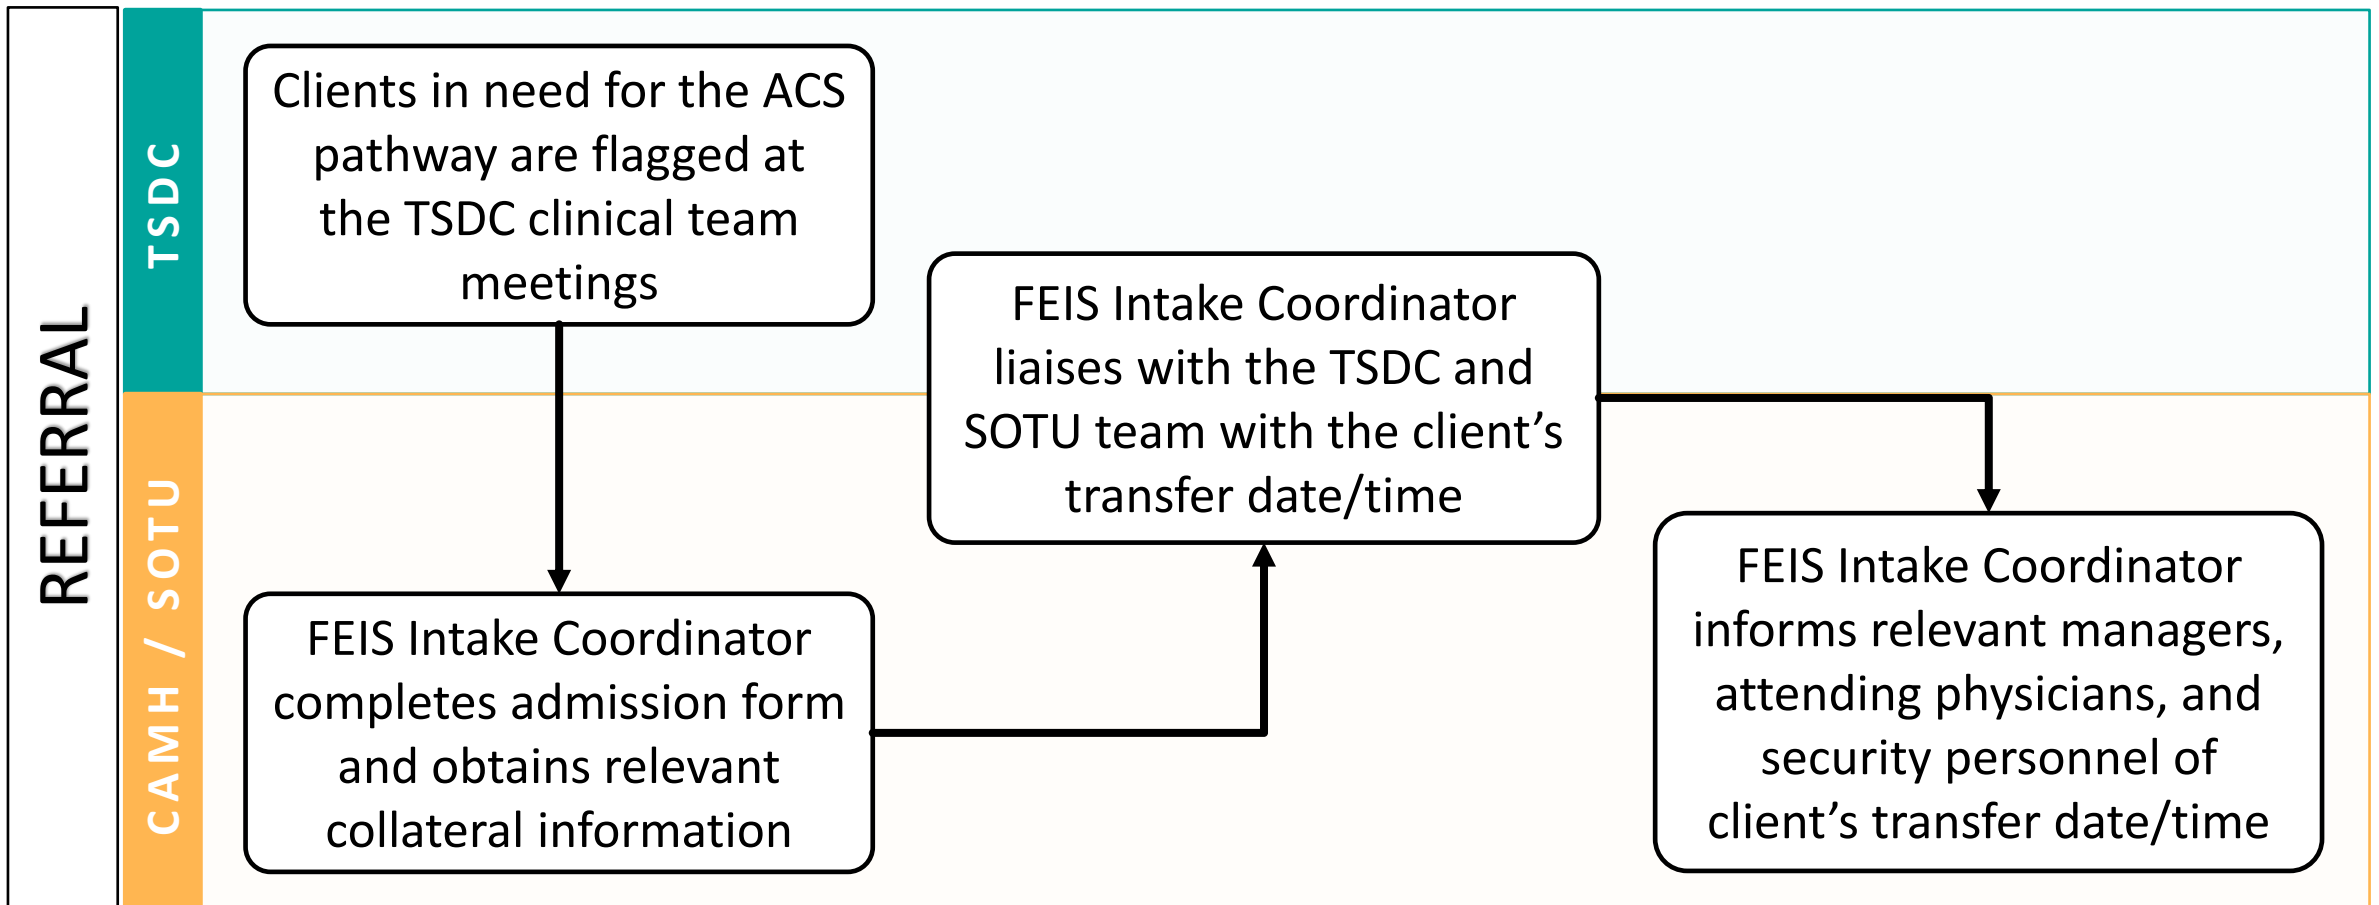 REFERRAL
TSDC
CAMH / SOTU
Clients in need for the ACS
pathway are flagged at
the TSDC clinical team
meetings
FEIS Intake Coordinator
completes admission form
and obtains relevant
collateral information
FEIS Intake Coordinator
liaises with the TSDC and
SOTU team with the client’s
transfer date/time
FEIS Intake Coordinator
informs relevant managers,
attending physicians, and
security personnel of
client’s transfer date/time